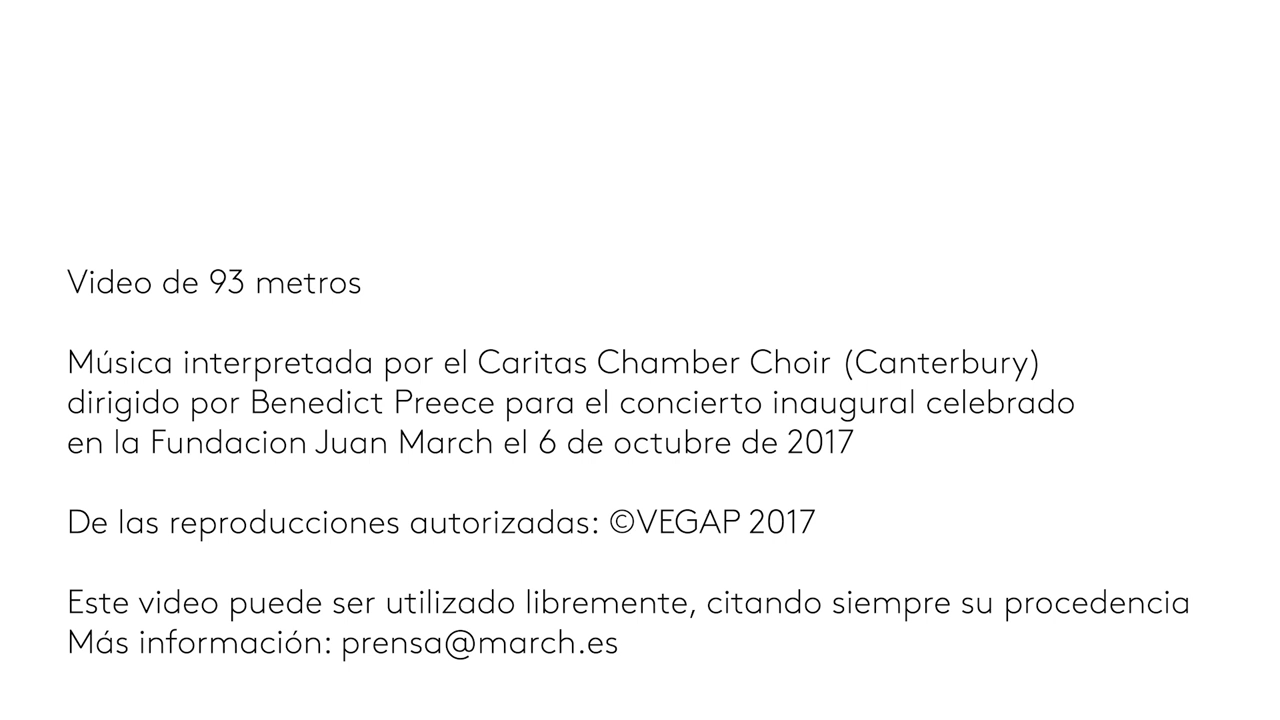 Video de 93 metros
Música interpretada por el Caritas Chamber Choir (Canterbury)
dirigido por Benedict Preece para el concierto inaugural celebrado
en la Fundacion Juan March el 6 de octubre de 2017
De las reproducciones autorizadas: ©VEGAP 2017
Este video puede ser utilizado libremente, citando siempre su procedencia
Más información: prensa@march.es